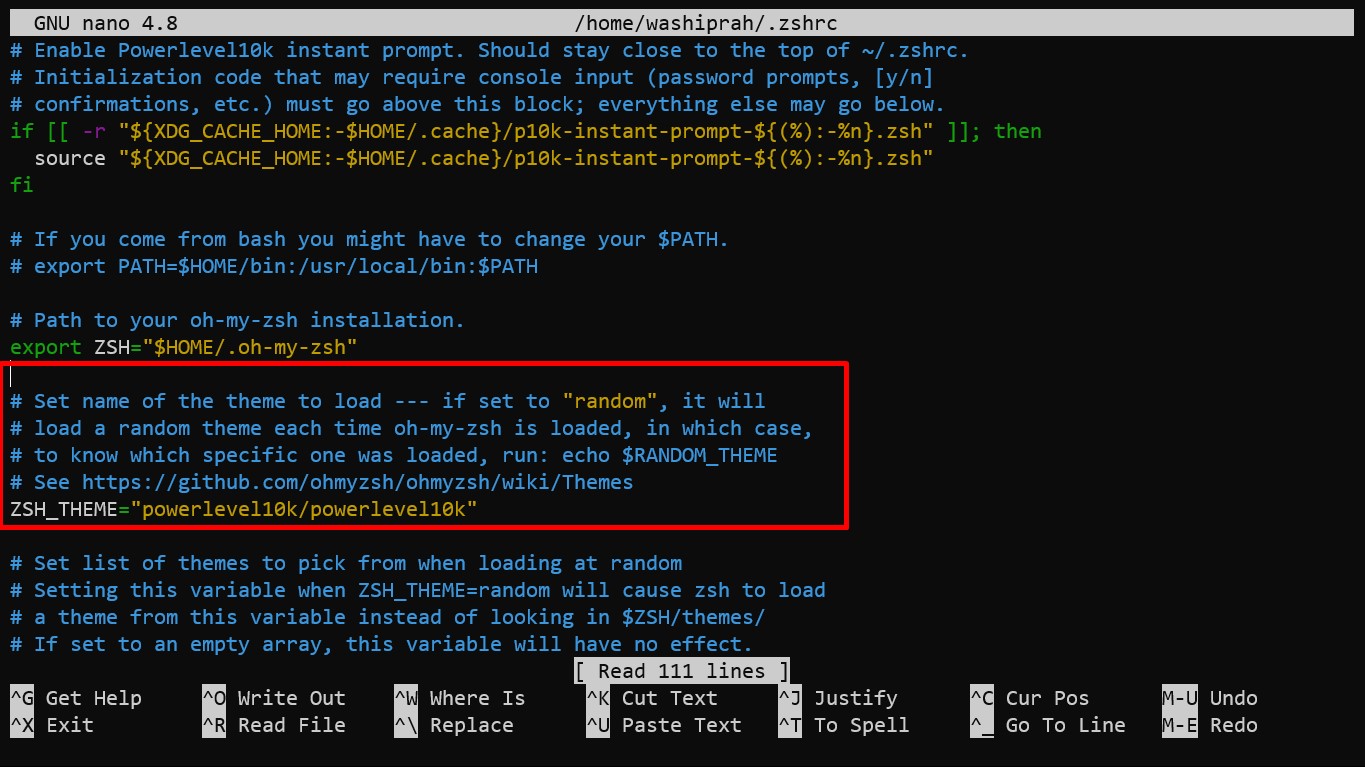 GNU nano 4.8 /home/washiprah/.zshrc
# Enable Powerlevel10k instant prompt. Should stay close to the top of ~/.zshrc.
# Initialization code that may require console input (password prompts, [y/n]
# confirmations, etc.) must go above this block; everything else may go below.
if [[ -r "${XDG_CACHE_HOME:-$HOME/.cache}/p10k-instant-prompt-${(%):-%n}.zsh" ]]; then
  source "${XDG_CACHE_HOME:-$HOME/.cache}/p10k-instant-prompt-${(%):-%n}.zsh"
fi
# If you come from bash you might have to change your $PATH.
# export PATH=$HOME/bin:/usr/local/bin:$PATH
# Path to your oh-my-zsh installation.
export ZSH="$HOME/.oh-my-zsh"
# Set name of the theme to load --- if set to "random", it will
# load a random theme each time oh-my-zsh is loaded, in which case,
# to know which specific one was loaded, run: echo $RANDOM_THEME
# See https://github.com/ohmyzsh/ohmyzsh/wiki/Themes
ZSH_THEME="powerlevel10k/powerlevel10k"
# Set list of themes to pick from when loading at random
# Setting this variable when ZSH_THEME=random will cause zsh to load
# a theme from this variable instead of looking in $ZSH/themes/
# If set to an empty array, this variable will have no effect.
[ Read 111 lines ]
^G Get Help ^O Write Out ^W Where Is ^K Cut Text ^J Justify ^C Cur Pos M-U Undo
^X Exit ^R Read File ^\ Replace ^U Paste Text ^T To Spell ^_ Go To Line M-E Redo